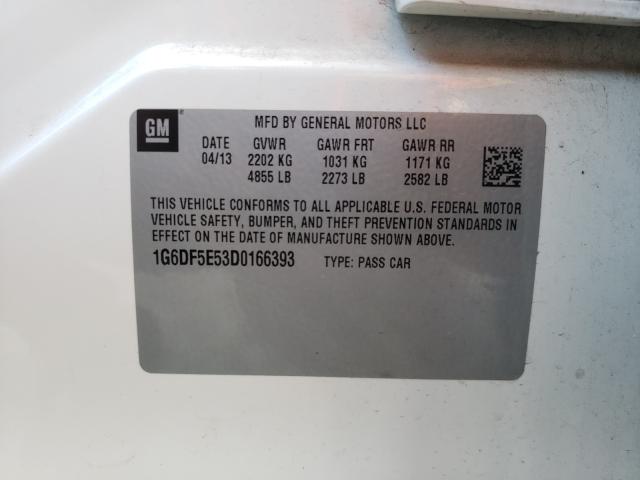 GM
MFD BY GENERAL MOTORS LLC
DATE GVWR GAWR FRT GAWR RR
04/13 2202 KG 1031 KG 1171 KG
4855 LB 2273 LB 2582 LB
THIS VEHICLE CONFORMS TO ALL APPLICABLE U.S. FEDERAL MOTOR
VEHICLE SAFETY, BUMPER, AND THEFT PREVENTION STANDARDS IN
EFFECT ON THE DATE OF MANUFACTURE SHOWN ABOVE.
1G6DF5E53D0166393 TYPE: PASS CAR